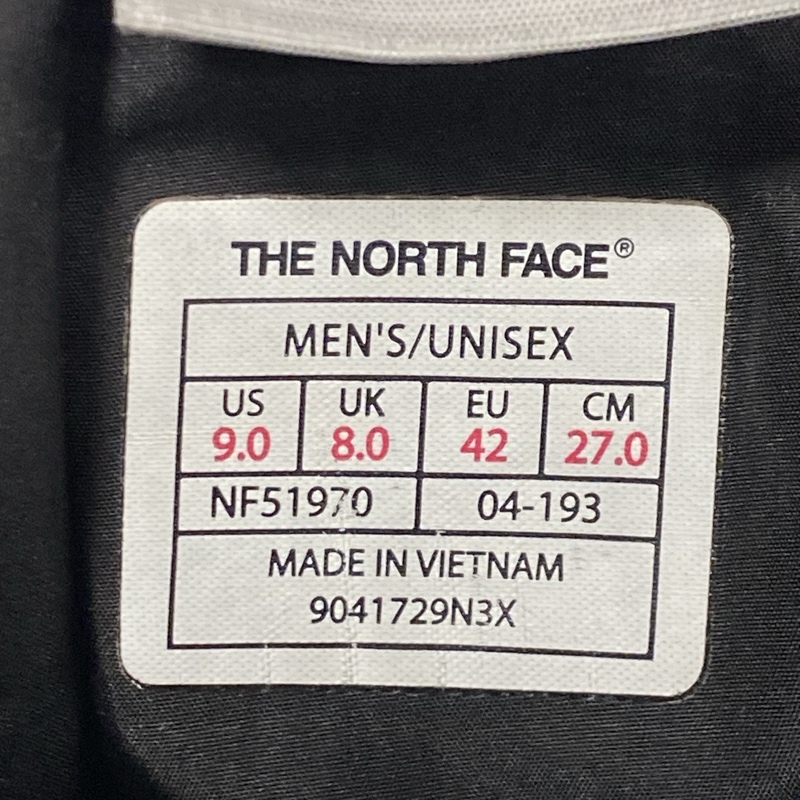 THE NORTH FACE®
MEN'S/UNISEX
US UK EU CM
9.0 8.0 42 27.0
NF51970 04-193
MADE IN VIETNAM
9041729N3X